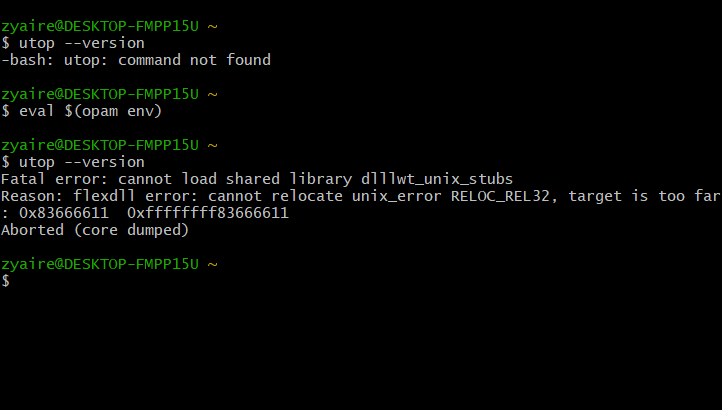 zyaire@DESKTOP-FMPP15U ~
$ utop --version
-bash: utop: command not found
zyaire@DESKTOP-FMPP15U ~
$ eval $(opam env)
zyaire@DESKTOP-FMPP15U ~
$ utop --version
Fatal error: cannot load shared library dlllwt_unix_stubs
Reason: flexdll error: cannot relocate unix_error RELOC_REL32, target is too far
: 0x83666611  0xffffffff83666611
Aborted (core dumped)
zyaire@DESKTOP-FMPP15U ~
$